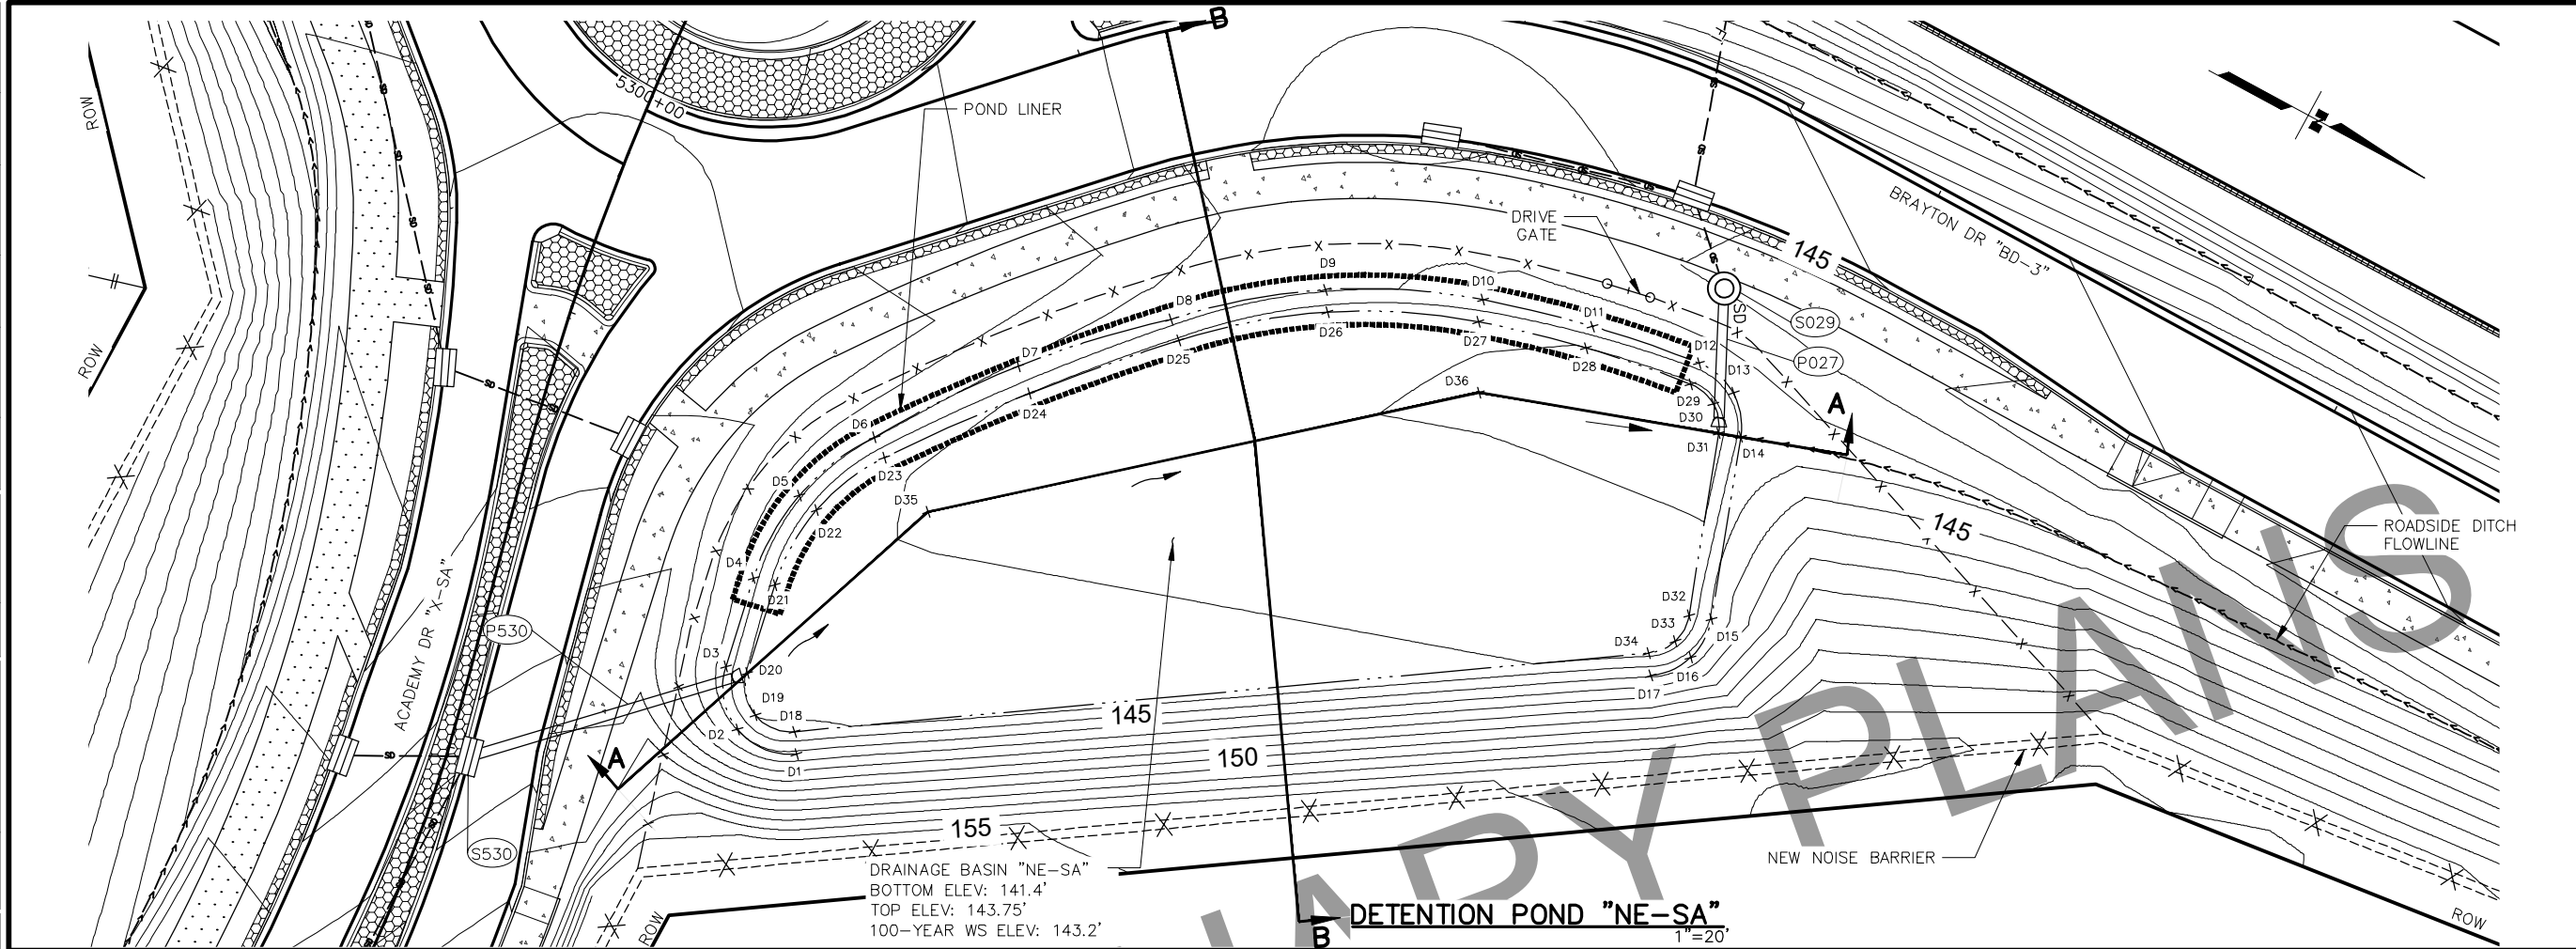 B
ROW
5300+00
POND LINER
BRAYTON DR "BD-3"
DRIVE
GATE
145
SD
S029
P027
ROW
D9
D10
D8
D11
D7
D12
D26
D27
D25
D28
D13
D36
D29
D30
D24
D6
D31
D14
A
D23
D5
D35
D22
145
ROADSIDE DITCH
FLOWLINE
D4
D21
D32
P530
D33
D15
D34
D3
D20
D16
D17
ACADEMY DR "X-SA"
D19
D18
D2
145
A
D1
150
155
S530
DRAINAGE BASIN "NE-SA"
BOTTOM ELEV: 141.4'
TOP ELEV: 143.75'
100-YEAR WS ELEV: 143.2'
NEW NOISE BARRIER
ROW
ROW
B
DETENTION POND "NE-SA"
1"=20'
PLANS